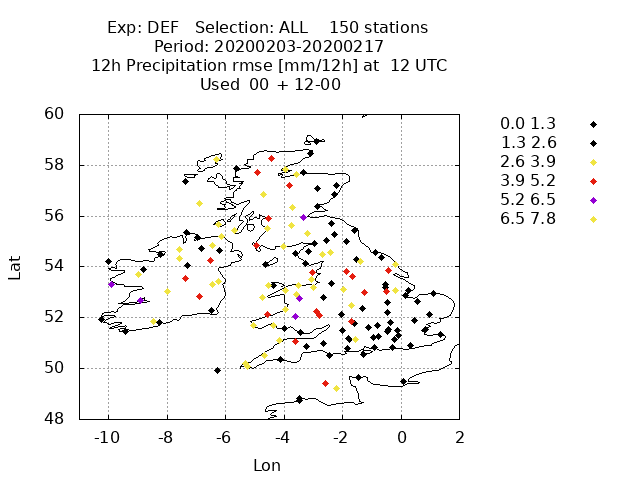 Exp: DEF Selection: ALL 150 stations
Period: 20200203-20200217
12h Precipitation rmse [mm/12h] at 12 UTC
Used 00 + 12-00
0.0 1.3
1.3 2.6
2.6 3.9
3.9 5.2
5.2 6.5
6.5 7.8
60
58
56
54
52
50
48
Lat
-10 -8 -6 -4 -2 0 2
Lon